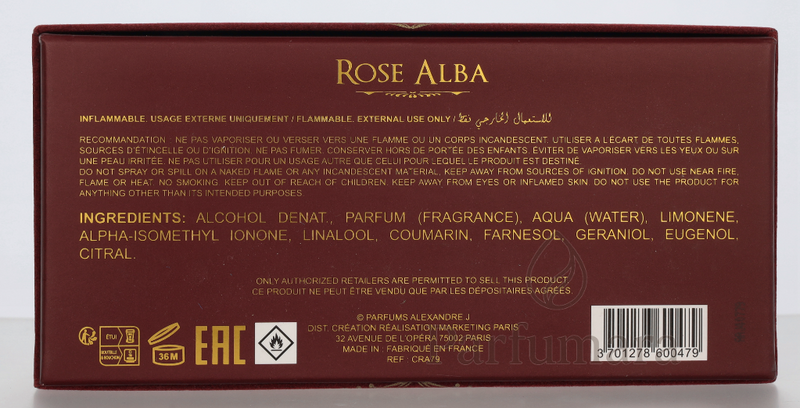 ROSE ALBA
INFLAMMABLE. USAGE EXTERNE UNIQUEMENT / FLAMMABLE. EXTERNAL USE ONLY / للاستعمال الخارجي فقط
RECOMMANDATION : NE PAS VAPORISER OU VERSER VERS UNE FLAMME OU UN CORPS INCANDESCENT. UTILISER A L'ÉCART DE TOUTES FLAMMES,
SOURCES D'ÉTINCELLE OU D'IGNITION. NE PAS FUMER. CONSERVER HORS DE PORTÉE DES ENFANTS. ÉVITER DE VAPORISER VERS LES YEUX OU SUR
UNE PEAU IRRITÉE. NE PAS UTILISER POUR UN USAGE AUTRE QUE CELUI POUR LEQUEL LE PRODUIT EST DESTINÉ
DO NOT SPRAY OR SPILL ON A NAKED FLAME OR ANY INCANDESCENT MATERIAL, KEEP AWAY FROM SOURCES OF IGNITION. DO NOT USE NEAR FIRE,
FLAME OR HEAT. NO SMOKING. KEEP OUT OF REACH OF CHILDREN. KEEP AWAY FROM EYES OR INFLAMED SKIN. DO NOT USE THE PRODUCT FOR
ANYTHING OTHER THAN ITS INTENDED PURPOSES.
INGREDIENTS: ALCOHOL DENAT., PARFUM (FRAGRANCE), AQUA (WATER), LIMONENE,
ALPHA-ISOMETHYL IONONE, LINALOOL, COUMARIN, FARNESOL, GERANIOL, EUGENOL,
CITRAL.
ONLY AUTHORIZED RETAILERS ARE PERMITTED TO SELL THIS PRODUCT.
CE PRODUIT NE PEUT ÊTRE VENDU QUE PAR LES DÉPOSITAIRES AGRÉES.
© PARFUMS ALEXANDRE J
DIST. CRÉATION RÉALISATION MARKETING PARIS
32 AVENUE DE L'OPÉRA 75002 PARIS
MADE IN : FABRIQUÉ EN FRANCE
REF : CRA79
ÉTUI
36 M
EAC
3 701278 600479